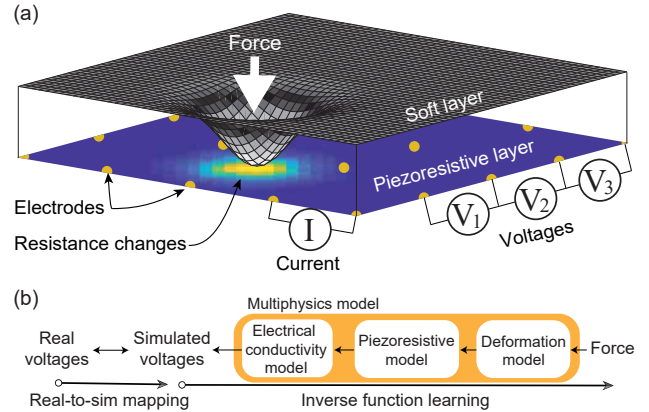 (a)
Force
Soft layer
Piezoresistive layer
Electrodes
Resistance changes
I
Current
V1
V2
V3
Voltages
(b)
Multiphysics model
Real
voltages
Simulated
voltages
Electrical
conductivity
model
Piezoresistive
model
Deformation
model
Force
Real-to-sim mapping
Inverse function learning